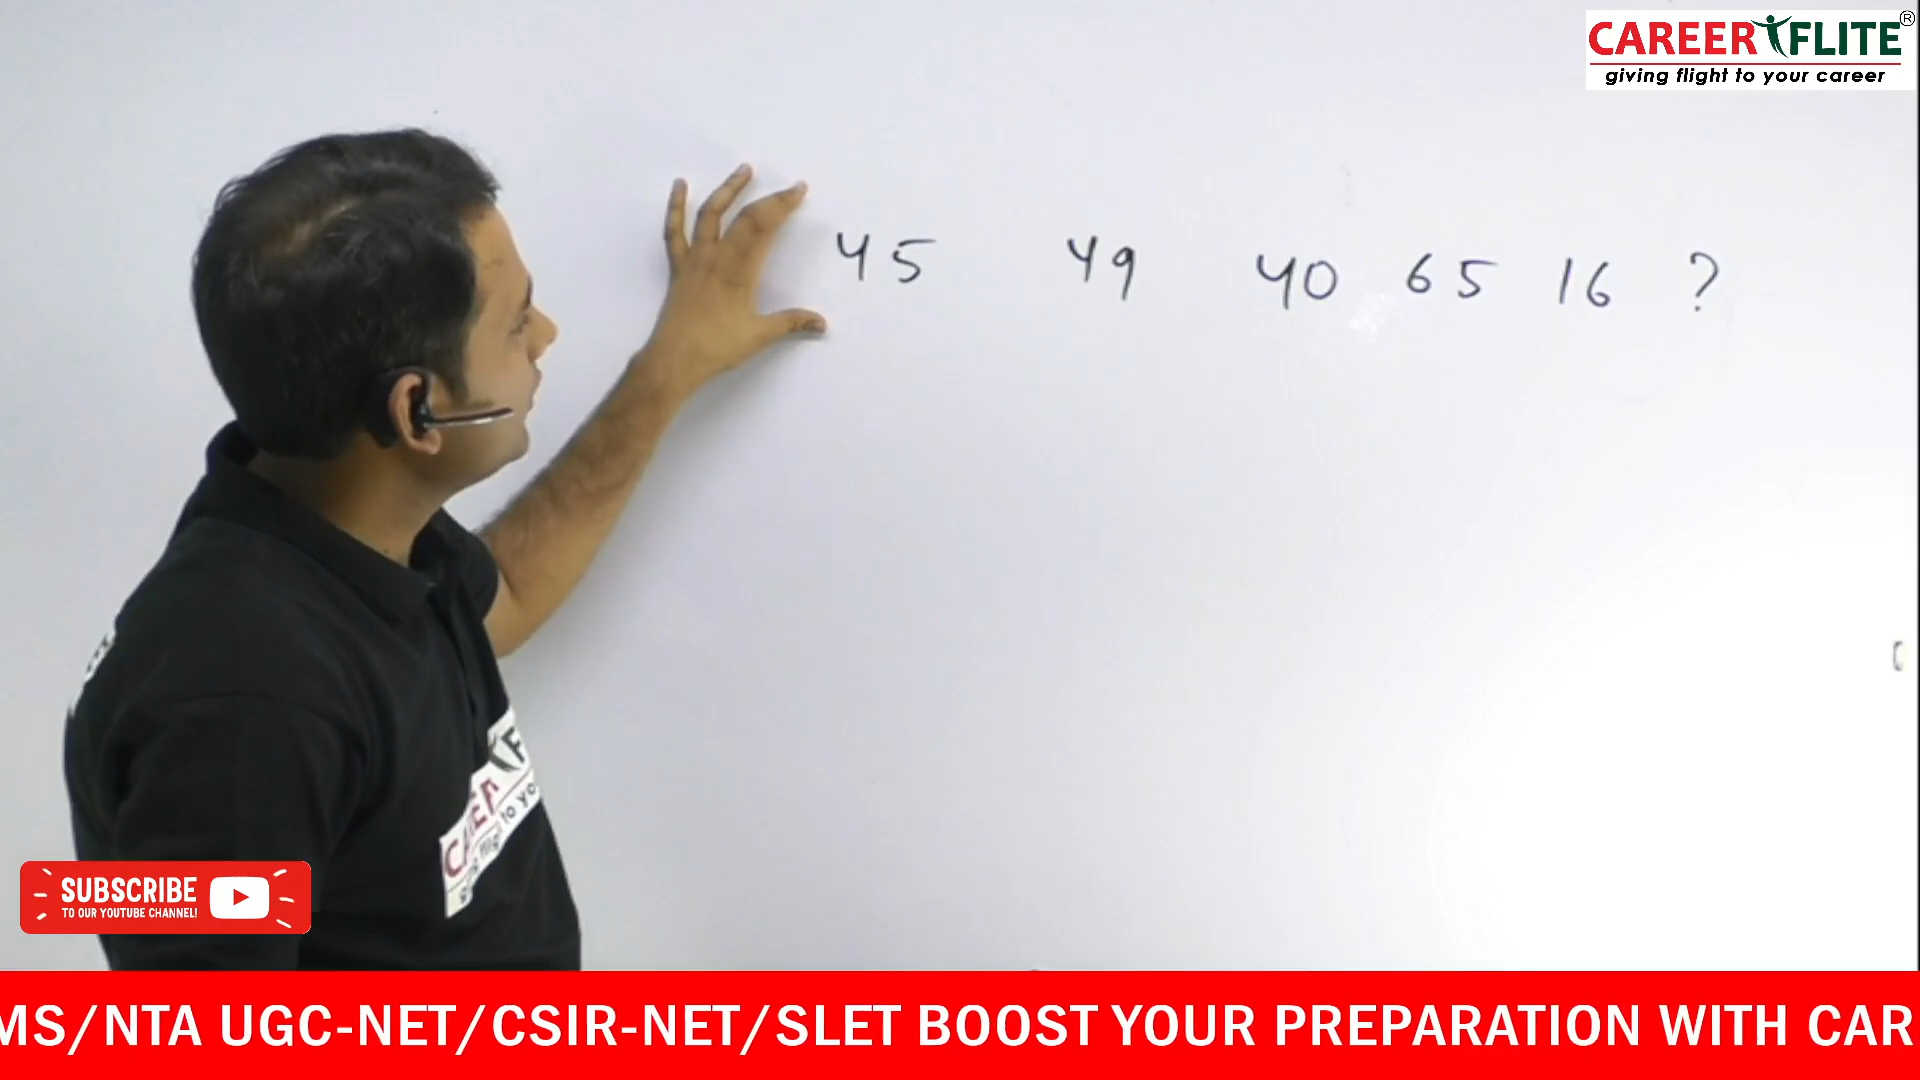 CAREER FLITE®
giving flight to your career
45 49 40 65 16 ?
SUBSCRIBE
TO OUR YOUTUBE CHANNEL!
MS/NTA UGC-NET/CSIR-NET/SLET BOOST YOUR PREPARATION WITH CAR